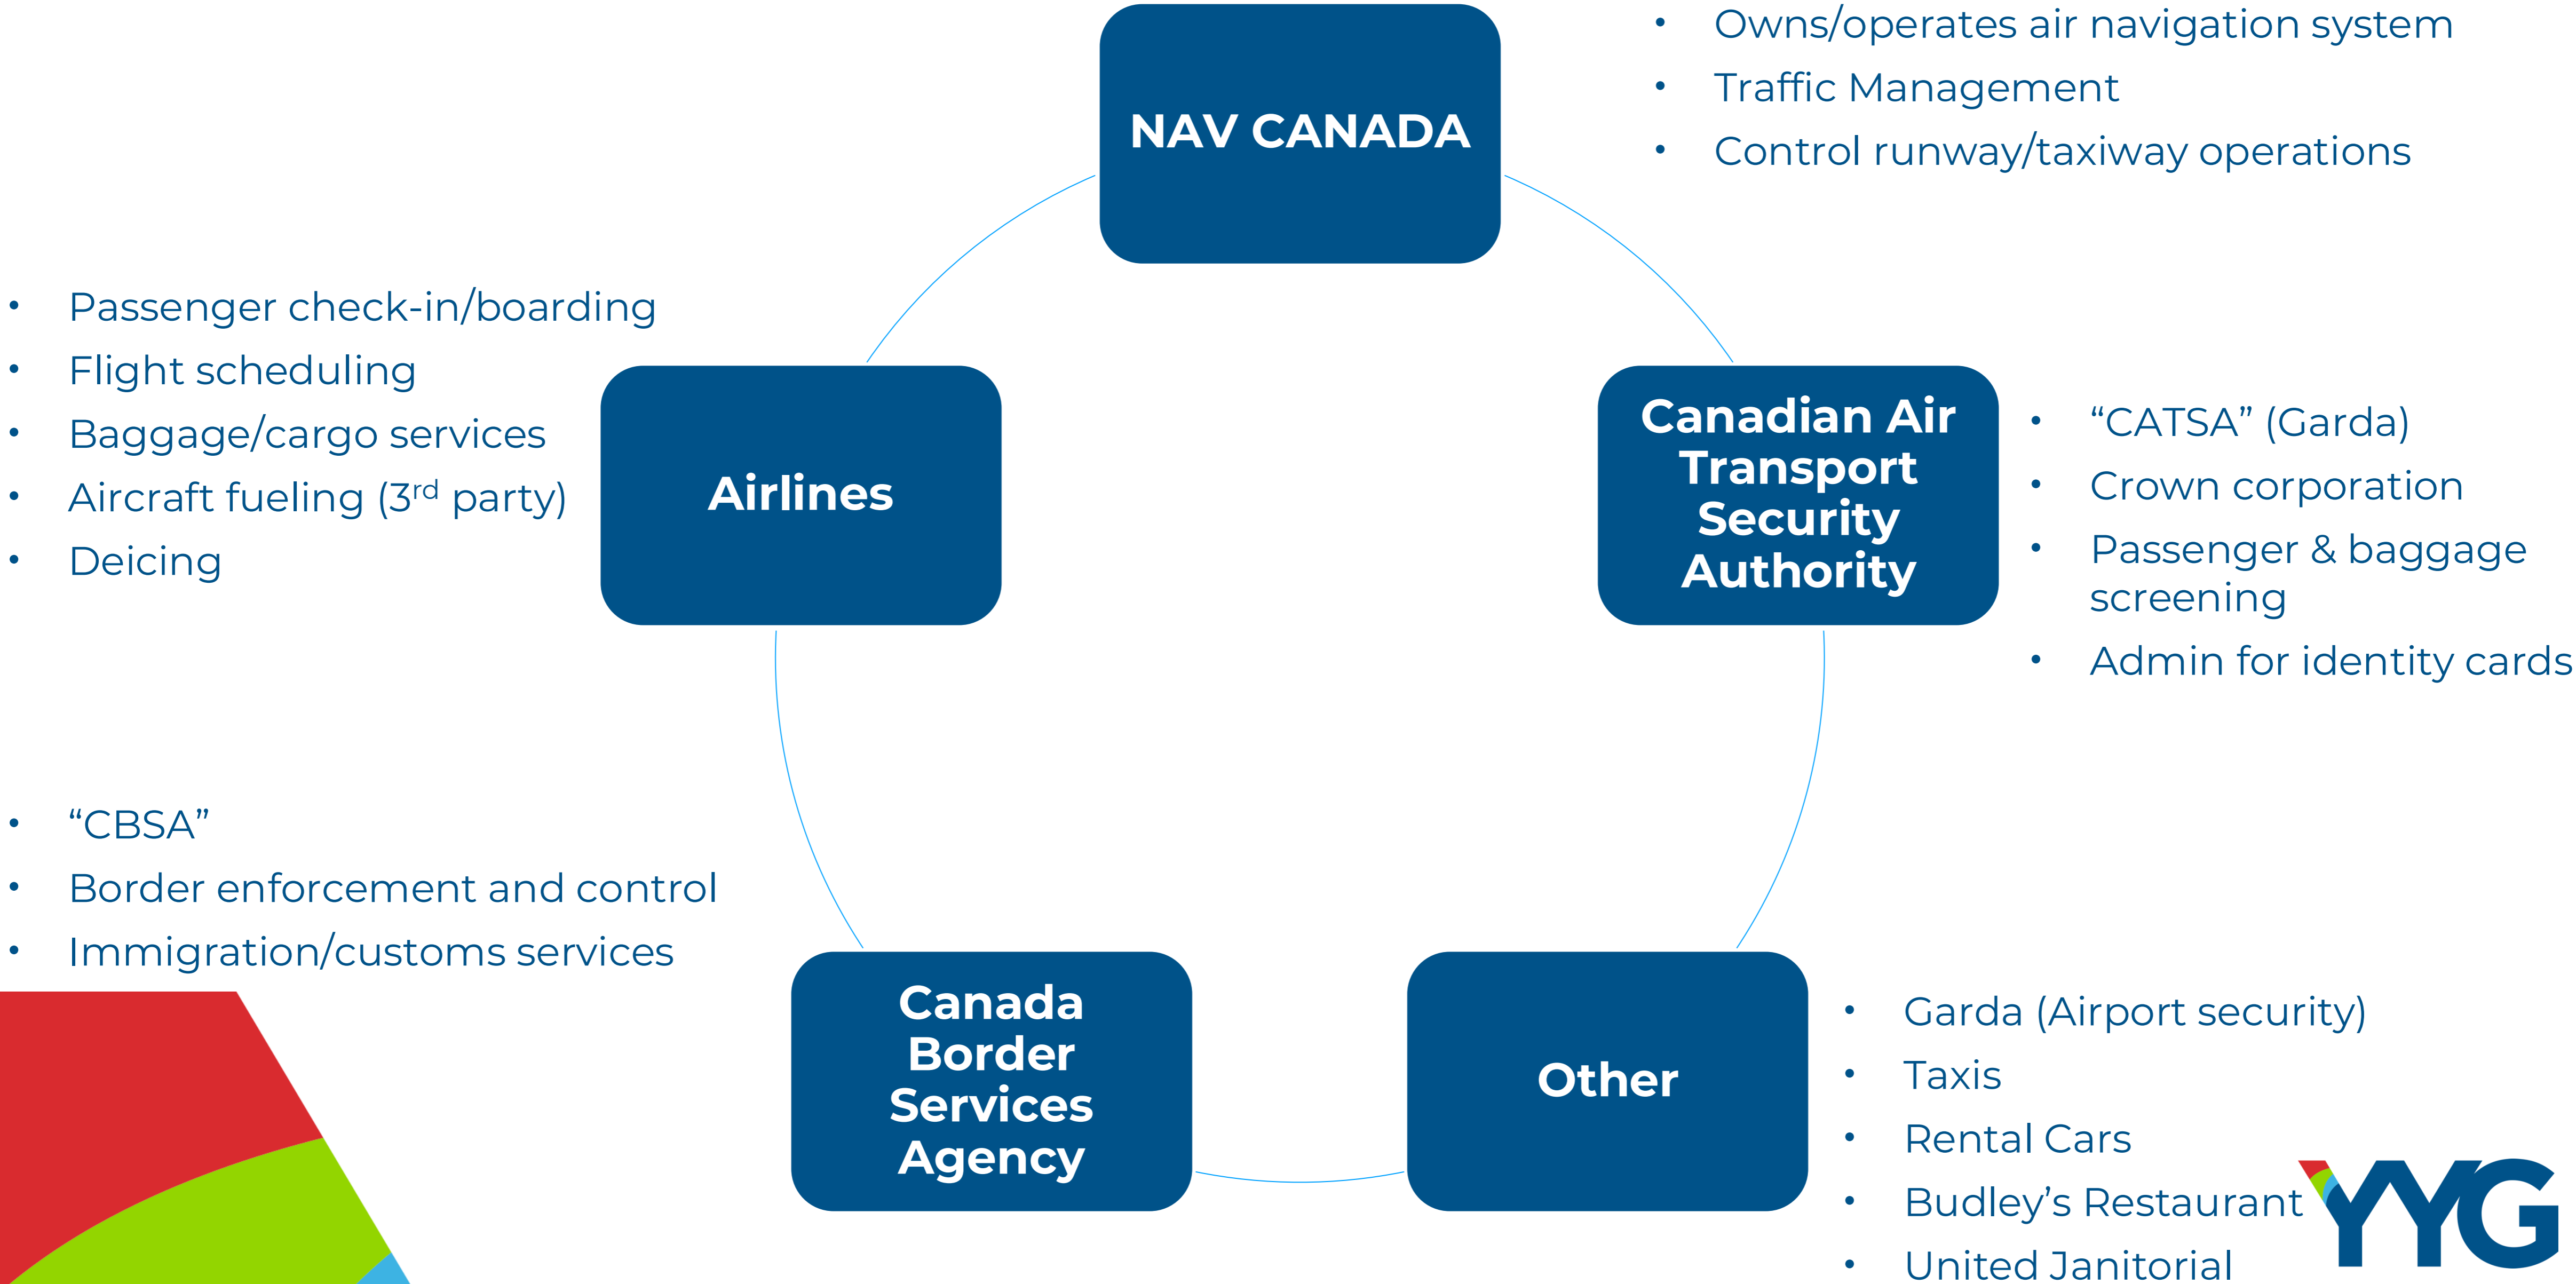 NAV CANADA
• Owns/operates air navigation system
• Traffic Management
• Control runway/taxiway operations
• Passenger check-in/boarding
• Flight scheduling
• Baggage/cargo services
• Aircraft fueling (3rd party)
• Deicing
Airlines
Canadian Air
Transport
Security
Authority
• “CATSA” (Garda)
• Crown corporation
• Passenger & baggage
screening
• Admin for identity cards
• “CBSA”
• Border enforcement and control
• Immigration/customs services
Canada
Border
Services
Agency
Other
• Garda (Airport security)
• Taxis
• Rental Cars
• Budley’s Restaurant
• United Janitorial
YYG